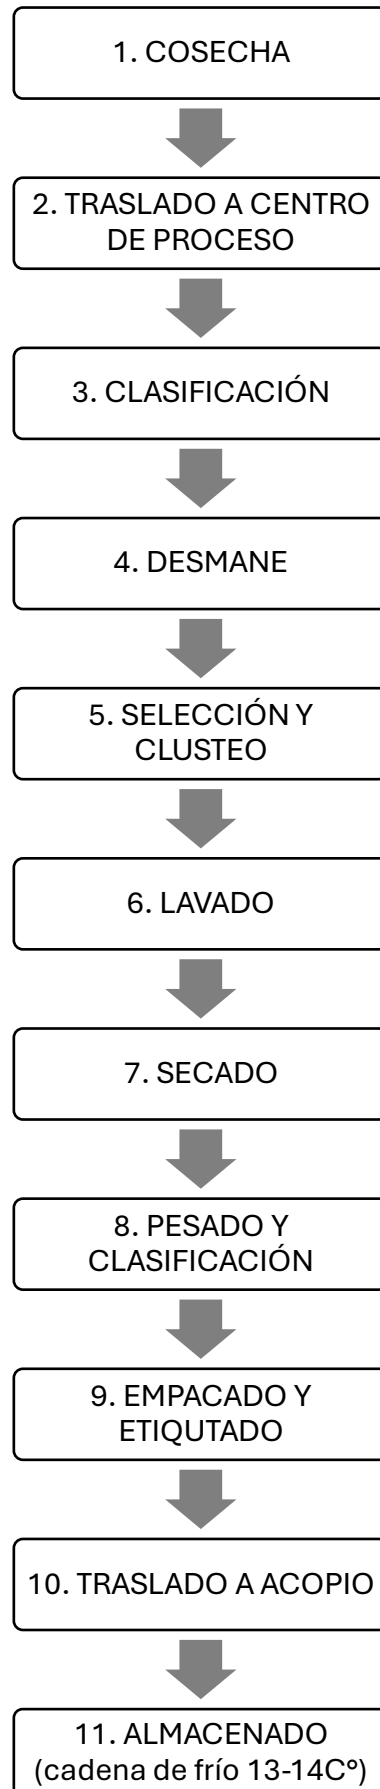 1. COSECHA
2. TRASLADO A CENTRO
DE PROCESO
3. CLASIFICACIÓN
4. DESMANE
5. SELECCIÓN Y
CLUSTEO
6. LAVADO
7. SECADO
8. PESADO Y
CLASIFICACIÓN
9. EMPACADO Y
ETIQUTADO
10. TRASLADO A ACOPIO
11. ALMACENADO
(cadena de frío 13-14C°)